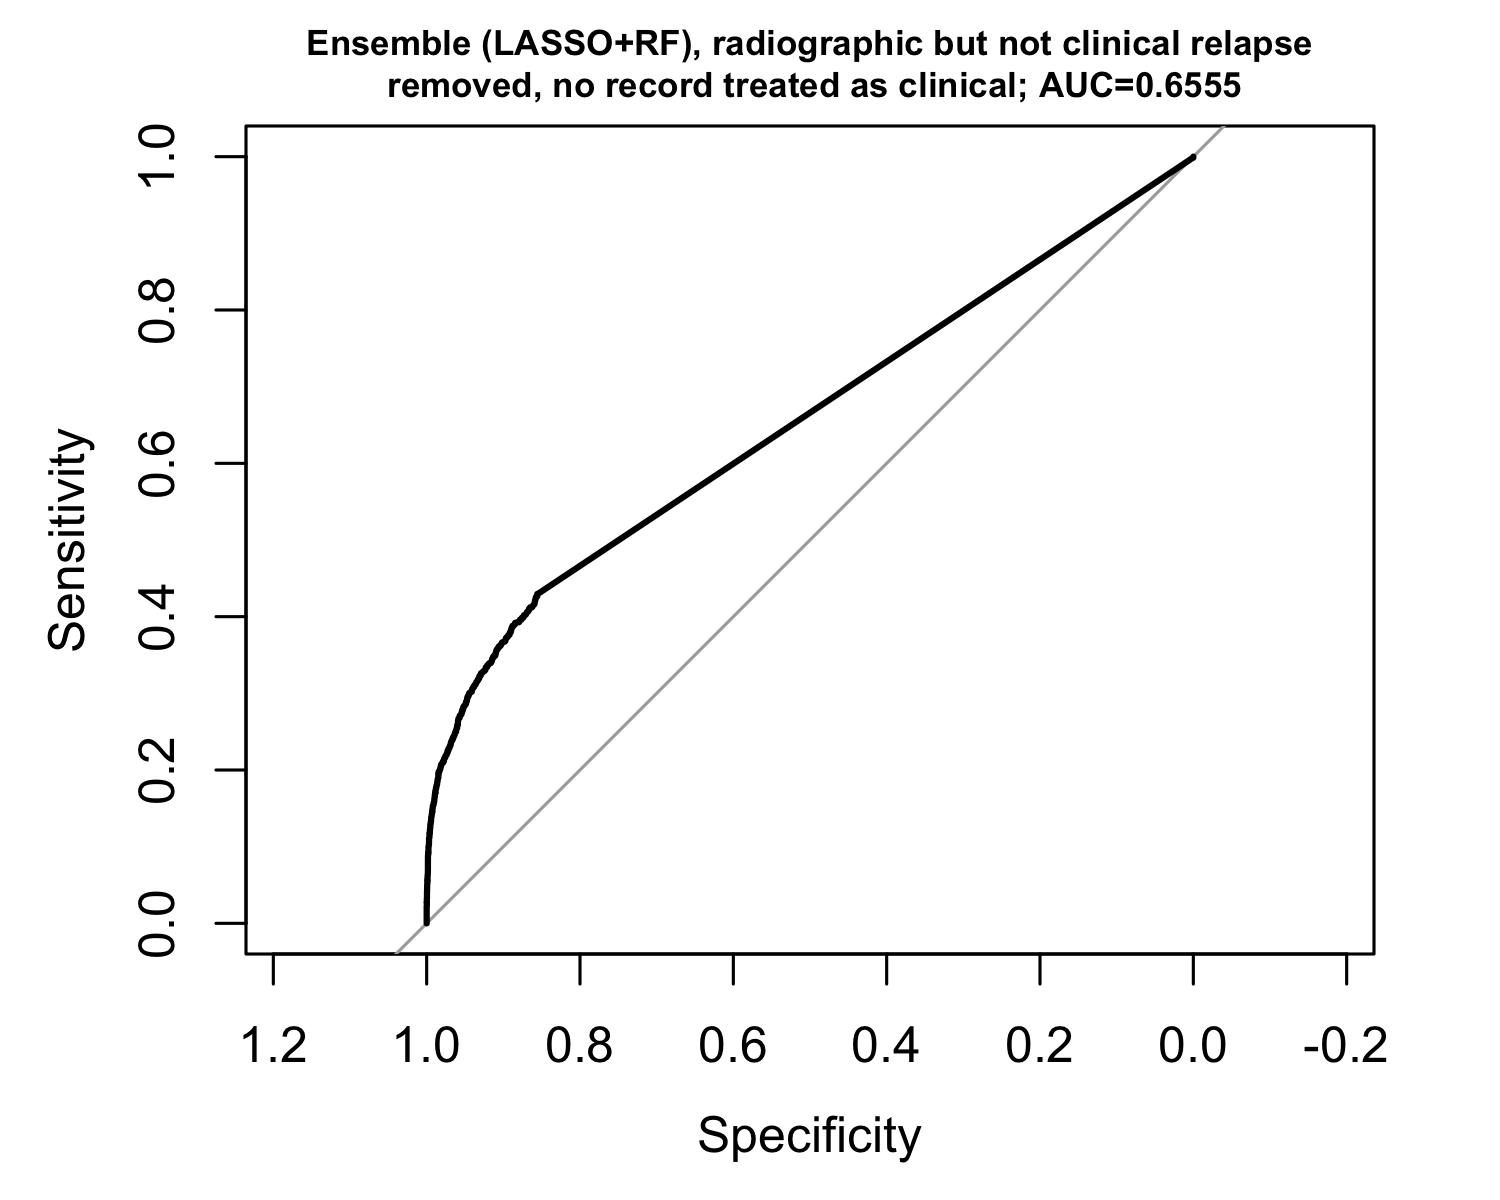 Ensemble (LASSO+RF), radiographic but not clinical relapse
removed, no record treated as clinical; AUC=0.6555
1.0
0.8
0.6
0.4
0.2
0.0
Sensitivity
1.2 1.0 0.8 0.6 0.4 0.2 0.0 -0.2
Specificity